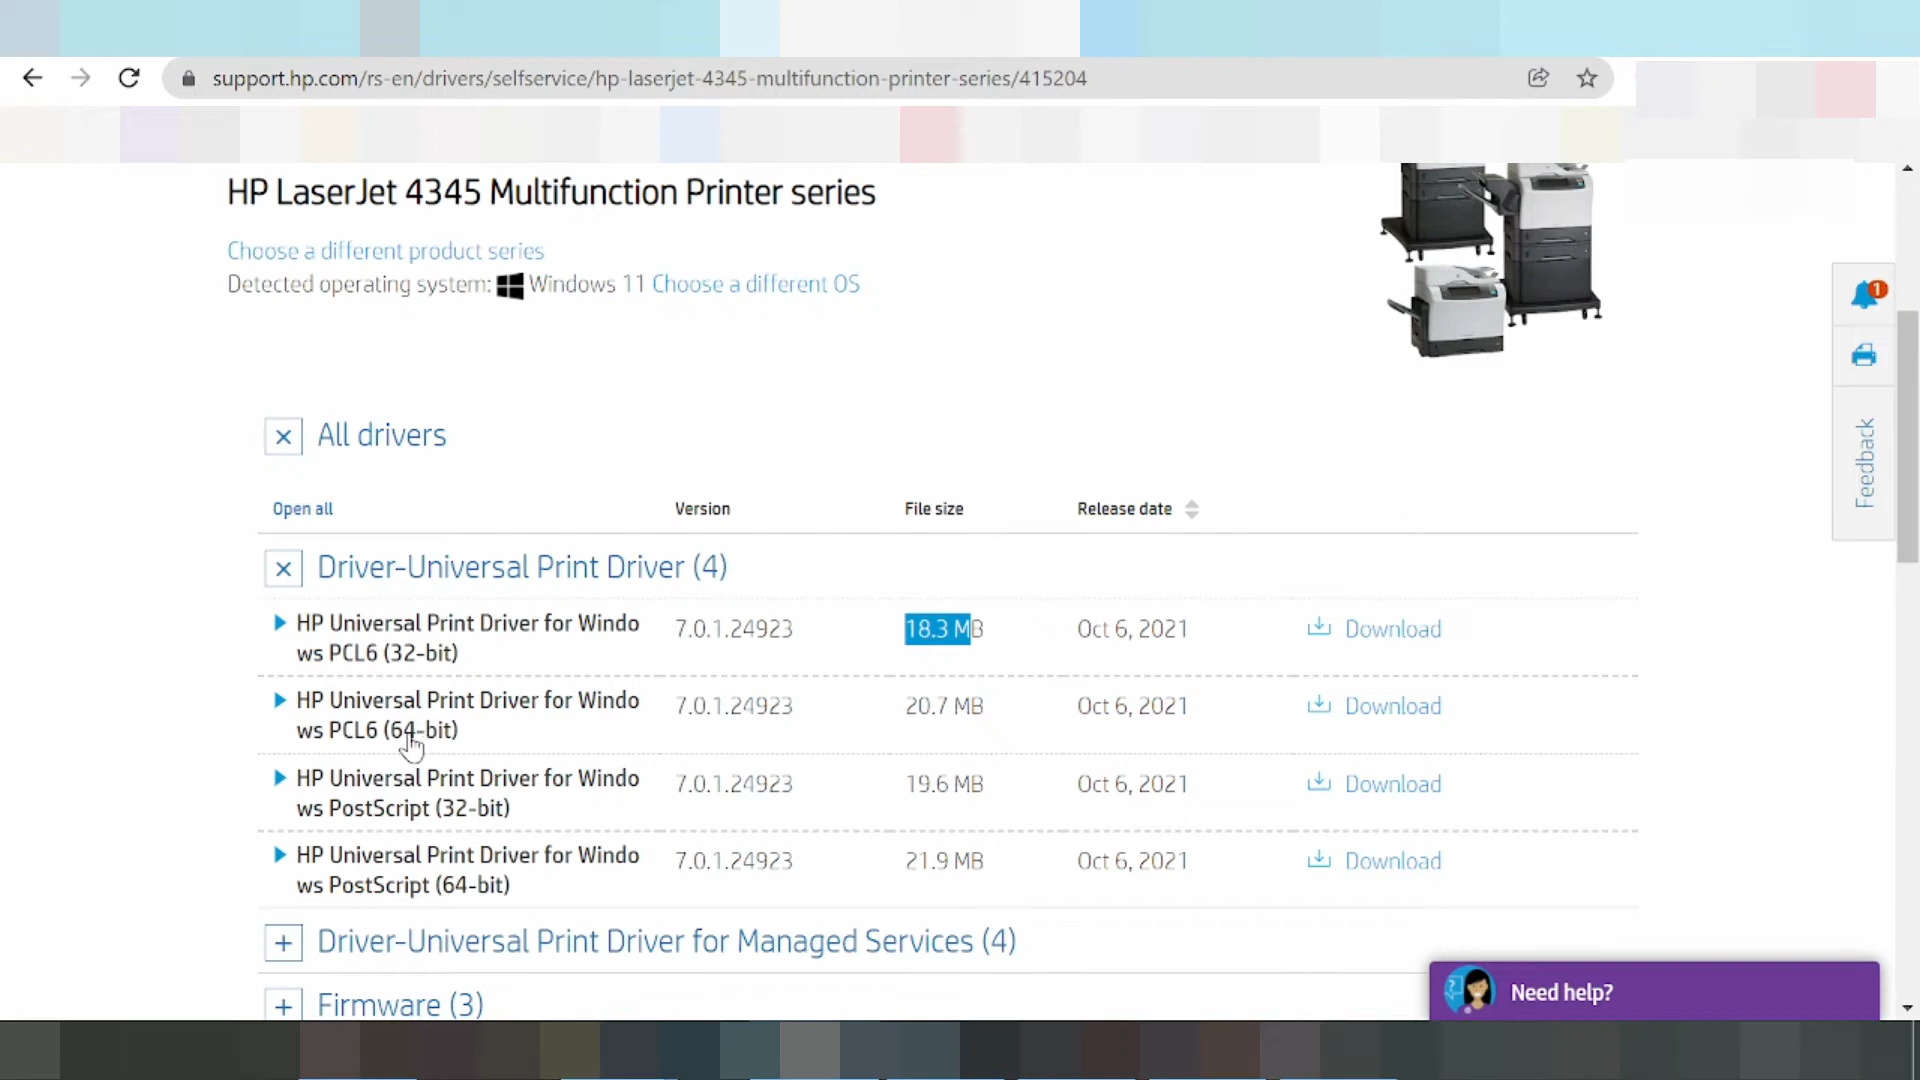 support.hp.com/rs-en/drivers/selfservice/hp-laserjet-4345-multifunction-printer-series/415204
HP LaserJet 4345 Multifunction Printer series
Choose a different product series
Detected operating system: Windows 11 Choose a different OS
1
Feedback
All drivers
Open all Version File size Release date
Driver-Universal Print Driver (4)
HP Universal Print Driver for Windo
ws PCL6 (32-bit)
7.0.1.24923 18.3 MB Oct 6, 2021 Download
HP Universal Print Driver for Windo
ws PCL6 (64-bit)
7.0.1.24923 20.7 MB Oct 6, 2021 Download
HP Universal Print Driver for Windo
ws PostScript (32-bit)
7.0.1.24923 19.6 MB Oct 6, 2021 Download
HP Universal Print Driver for Windo
ws PostScript (64-bit)
7.0.1.24923 21.9 MB Oct 6, 2021 Download
Driver-Universal Print Driver for Managed Services (4)
Firmware (3)
Need help?